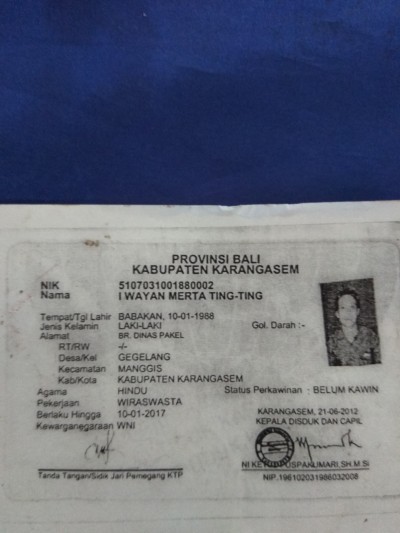 PROVINSI BALI
KABUPATEN KARANGASEM
NIK 5107031001880002
Nama I WAYAN MERTA TING-TING
Tempat/Tgl Lahir BABAKAN, 10-01-1988
Jenis Kelamin LAKI-LAKI Gol. Darah :-
Alamat BR. DINAS PAKEL
RT/RW -/-
Desa/Kel GEGELANG
Kecamatan MANGGIS
Kab/Kota KABUPATEN KARANGASEM
Agama HINDU Status Perkawinan : BELUM KAWIN
Pekerjaan WIRASWASTA
Berlaku Hingga 10-01-2017
Kewarganegaraan WNI
KARANGASEM, 21-06-2012
KEPALA DISDUK DAN CAPIL
NI KETUT PUSPAKUMARI,SH,M.Si
NIP.196102031986032008
Tanda Tangan/Sidik Jari Pemegang KTP